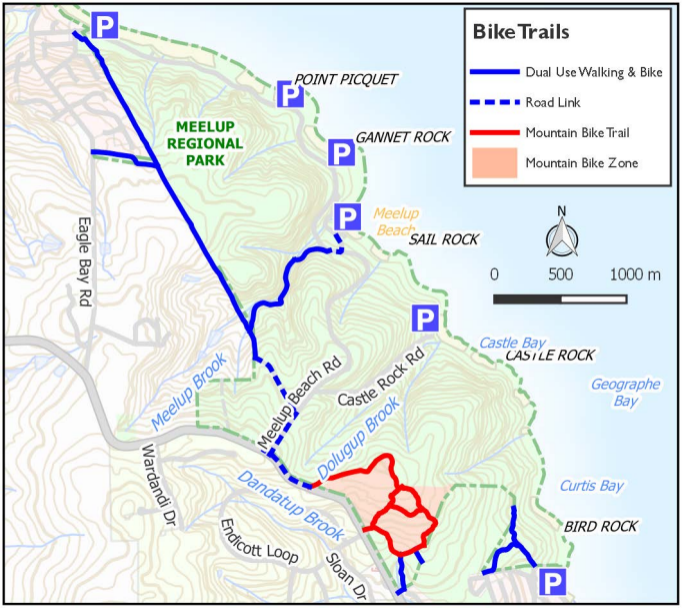 Bike Trails
Dual Use Walking & Bike
Road Link
Mountain Bike Trail
Mountain Bike Zone
P
POINT PICQUET
P
MEELUP
REGIONAL
PARK
GANNET ROCK
P
P
Meelup
Beach
SAIL ROCK
N
0 500 1000 m
Eagle Bay Rd
P
Castle Bay
CASTLE ROCK
Geographe
Bay
Meelup Brook
Meelup Beach Rd
Castle Rock Rd
Dolugup Brook
Wardandi Dr
Dandatup Brook
Curtis Bay
Endicott Loop
BIRD ROCK
Sloan Dr
P